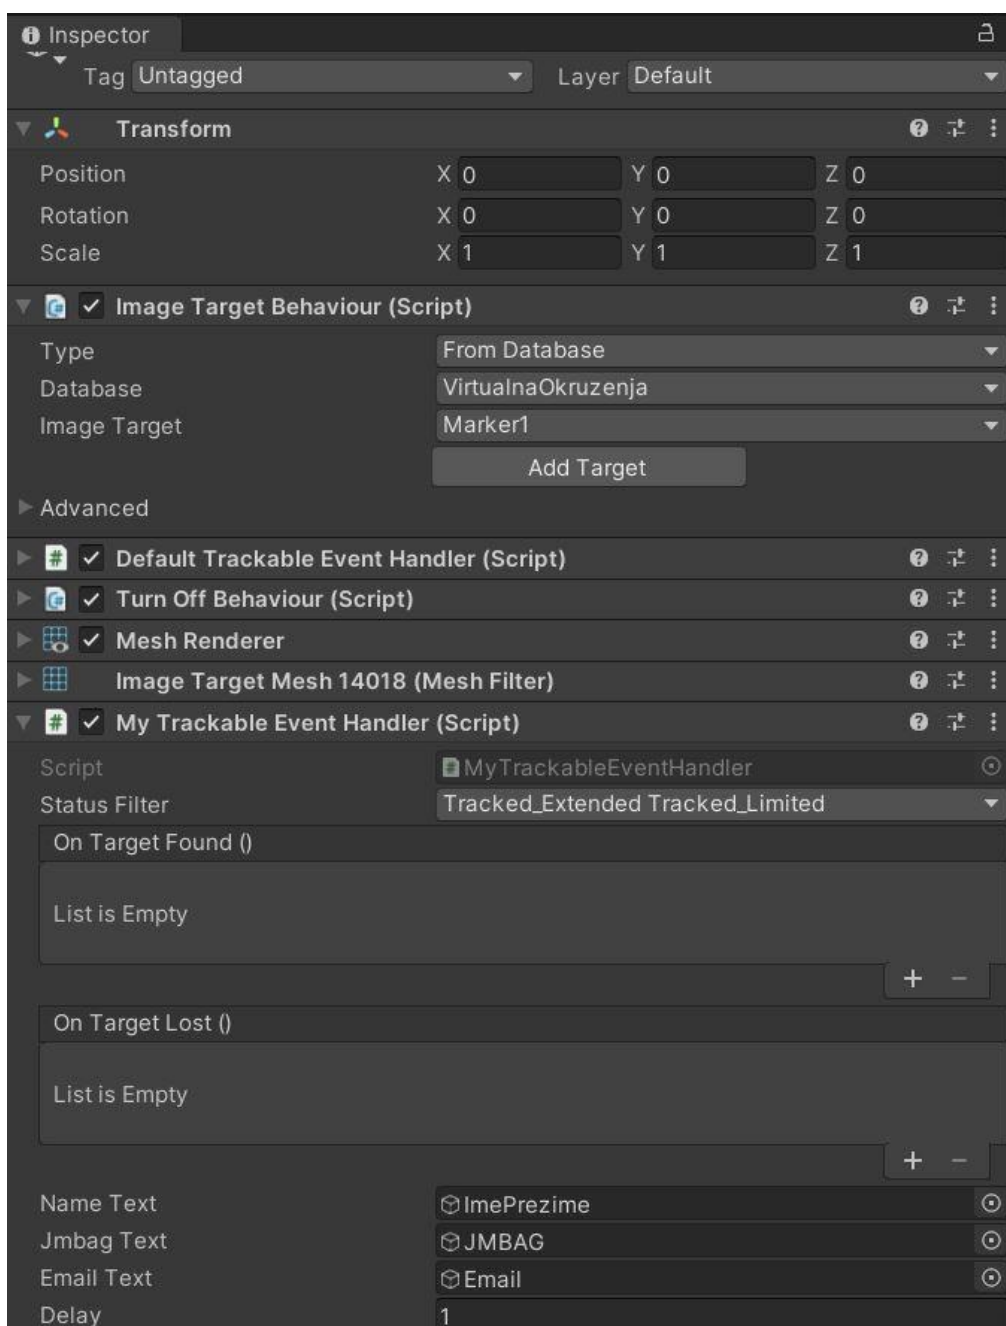 Inspector
Tag Untagged Layer Default
Transform
Position X 0 Y 0 Z 0
Rotation X 0 Y 0 Z 0
Scale X 1 Y 1 Z 1
Image Target Behaviour (Script)
Type From Database
Database VirtualnaOkruzenja
Image Target Marker1
Add Target
Advanced
Default Trackable Event Handler (Script)
Turn Off Behaviour (Script)
Mesh Renderer
Image Target Mesh 14018 (Mesh Filter)
My Trackable Event Handler (Script)
Script MyTrackableEventHandler
Status Filter Tracked_Extended Tracked_Limited
On Target Found ()
List is Empty
+ −
On Target Lost ()
List is Empty
+ −
Name Text ImePrezime
Jmbag Text JMBAG
Email Text Email
Delay 1